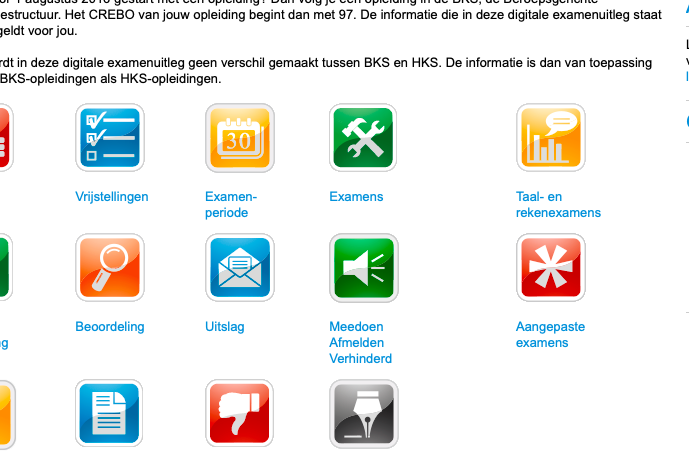 1 augustus 2016 gestart met een opleiding? Dan volg je een opleiding in de BKS, de Beroepsgerichte
estructuur. Het CREBO van jouw opleiding begint dan met 97. De informatie die in deze digitale examenuitleg staat
geldt voor jou.
rdt in deze digitale examenuitleg geen verschil gemaakt tussen BKS en HKS. De informatie is dan van toepassing
BKS-opleidingen als HKS-opleidingen.
30
Vrijstellingen
Examen-
periode
Examens
Taal- en
rekenexamens
Beoordeling
Uitslag
Meedoen
Afmelden
Verhinderd
Aangepaste
examens